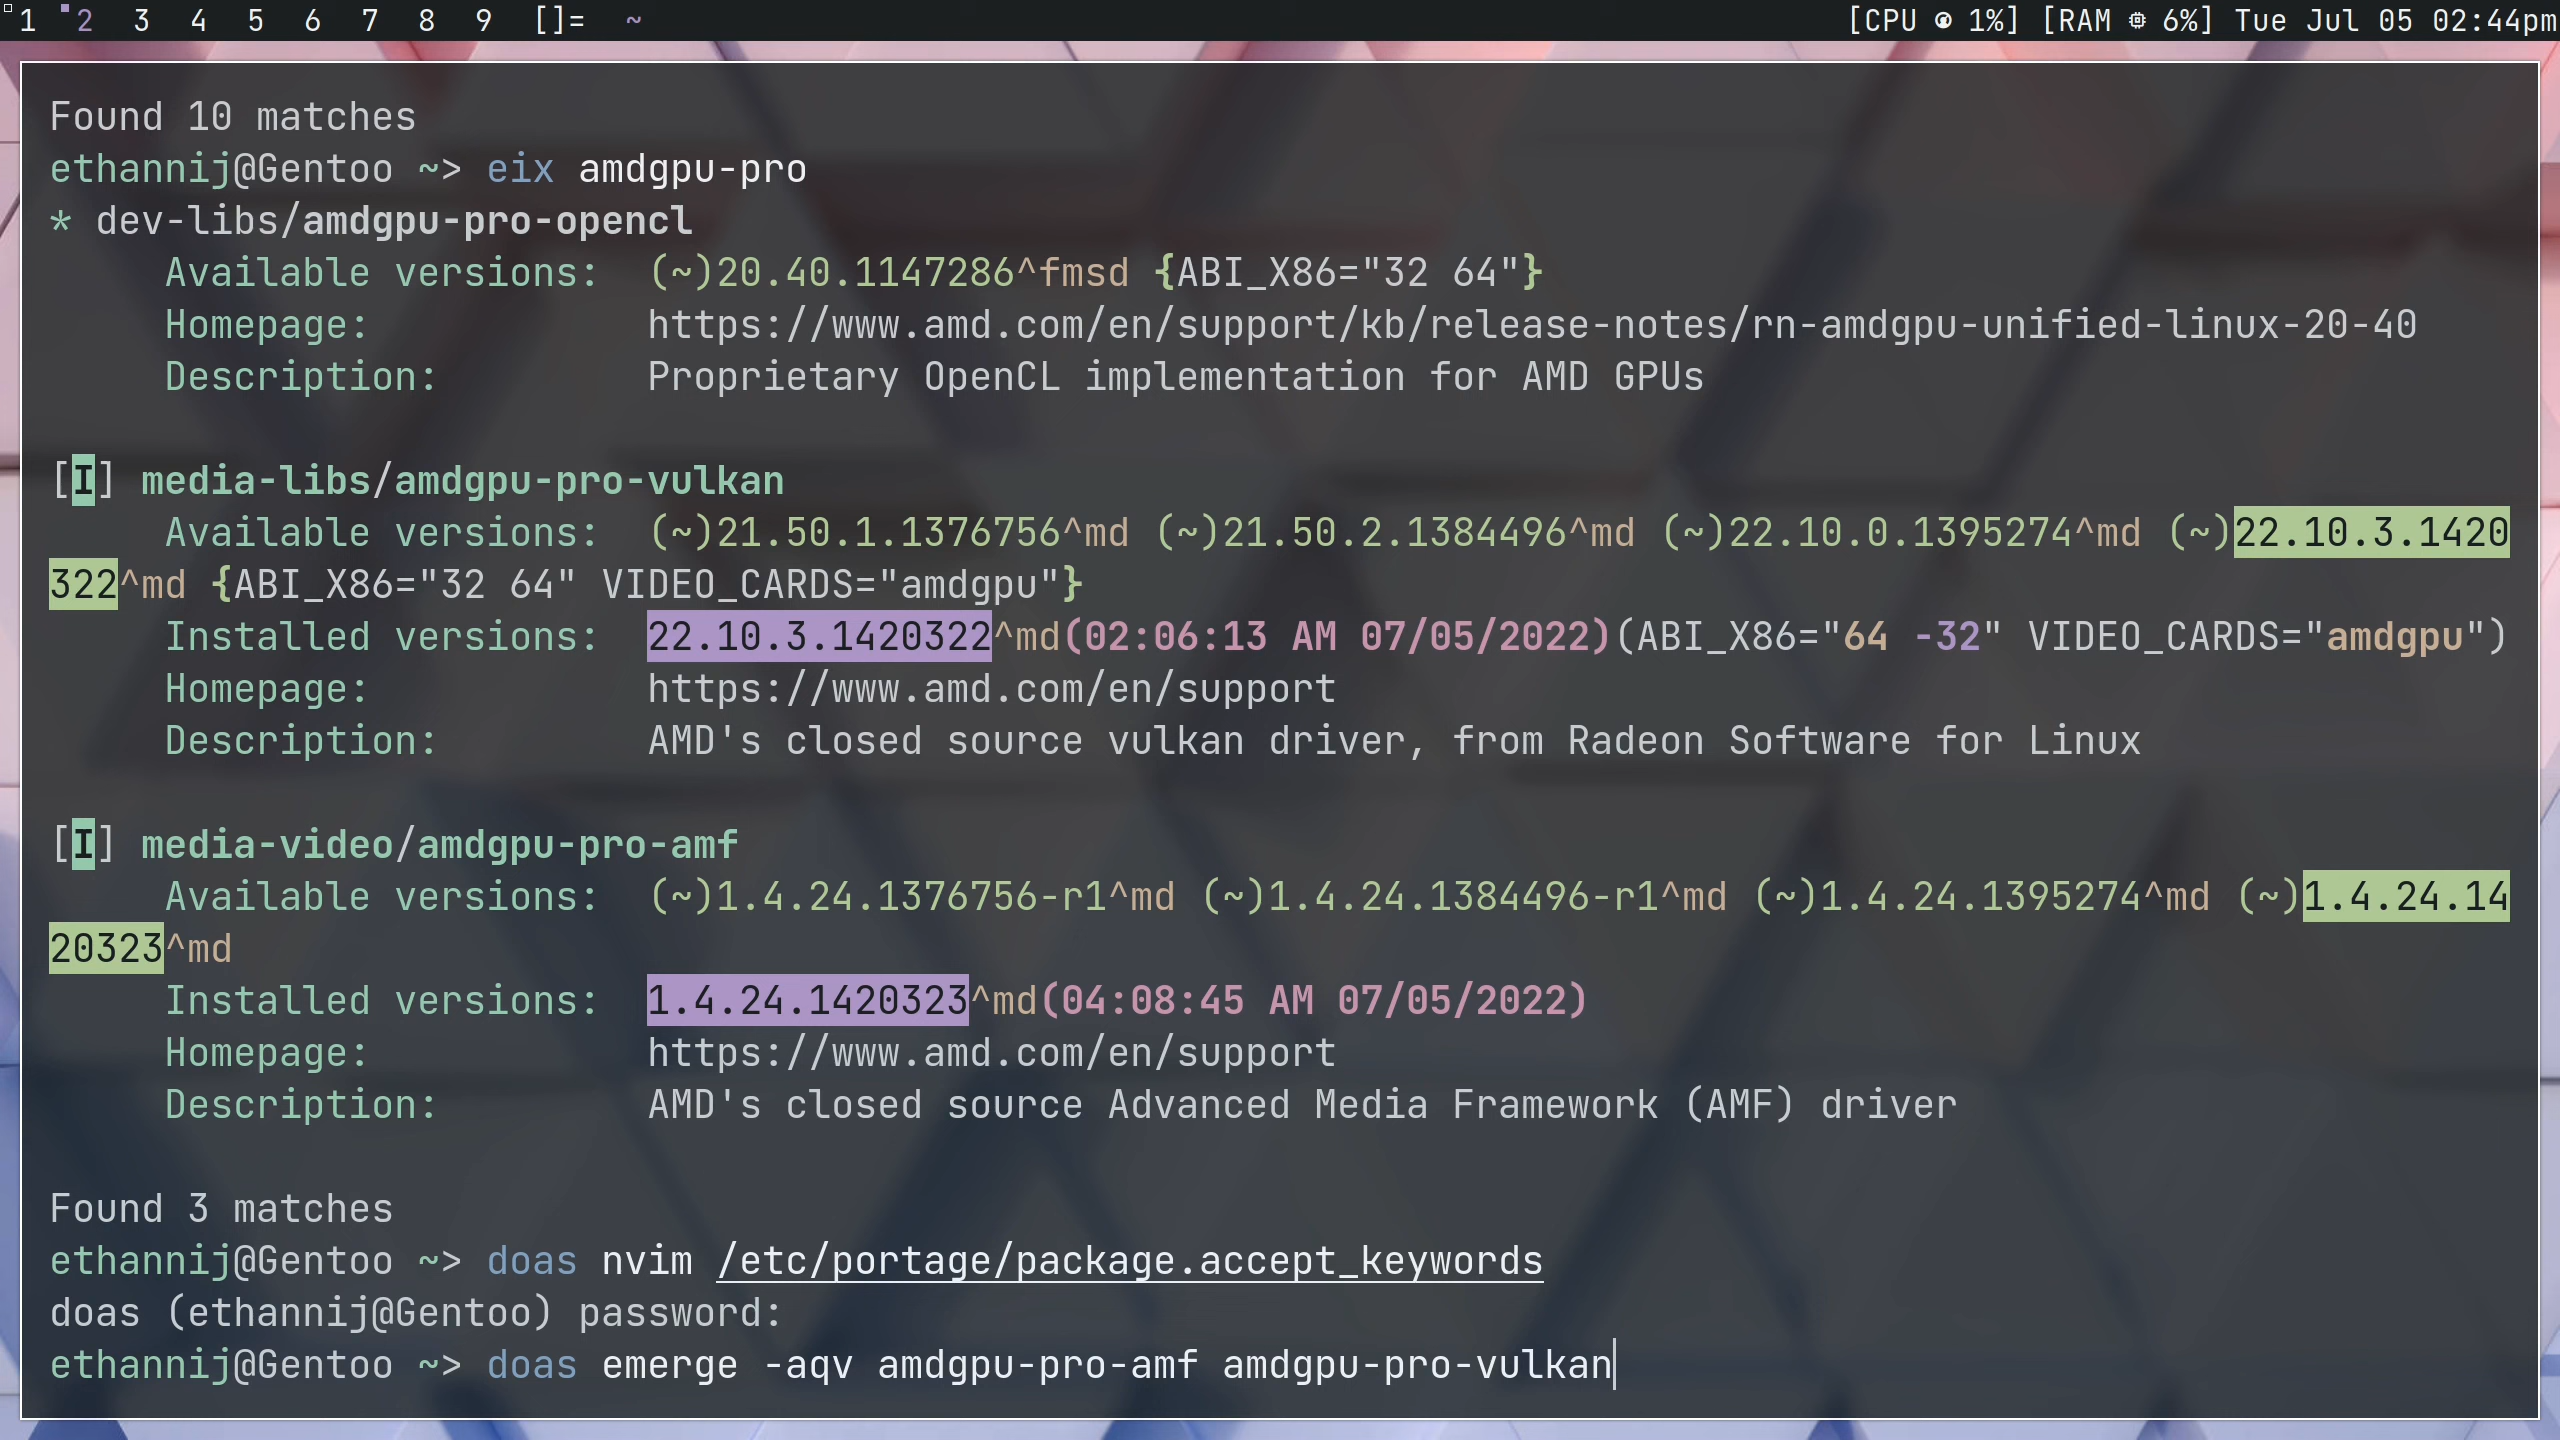 1 2 3 4 5 6 7 8 9 []= ~ [CPU 1%] [RAM 6%] Tue Jul 05 02:44pm
Found 10 matches
ethannij@Gentoo ~> eix amdgpu-pro
* dev-libs/amdgpu-pro-opencl
Available versions: (~)20.40.1147286^fmsd {ABI_X86="32 64"}
Homepage: https://www.amd.com/en/support/kb/release-notes/rn-amdgpu-unified-linux-20-40
Description: Proprietary OpenCL implementation for AMD GPUs
[I] media-libs/amdgpu-pro-vulkan
Available versions: (~)21.50.1.1376756^md (~)21.50.2.1384496^md (~)22.10.0.1395274^md (~)22.10.3.1420
322^md {ABI_X86="32 64" VIDEO_CARDS="amdgpu"}
Installed versions: 22.10.3.1420322^md(02:06:13 AM 07/05/2022)(ABI_X86="64 -32" VIDEO_CARDS="amdgpu")
Homepage: https://www.amd.com/en/support
Description: AMD's closed source vulkan driver, from Radeon Software for Linux
[I] media-video/amdgpu-pro-amf
Available versions: (~)1.4.24.1376756-r1^md (~)1.4.24.1384496-r1^md (~)1.4.24.1395274^md (~)1.4.24.14
20323^md
Installed versions: 1.4.24.1420323^md(04:08:45 AM 07/05/2022)
Homepage: https://www.amd.com/en/support
Description: AMD's closed source Advanced Media Framework (AMF) driver
Found 3 matches
ethannij@Gentoo ~> doas nvim /etc/portage/package.accept_keywords
doas (ethannij@Gentoo) password:
ethannij@Gentoo ~> doas emerge -aqv amdgpu-pro-amf amdgpu-pro-vulkan